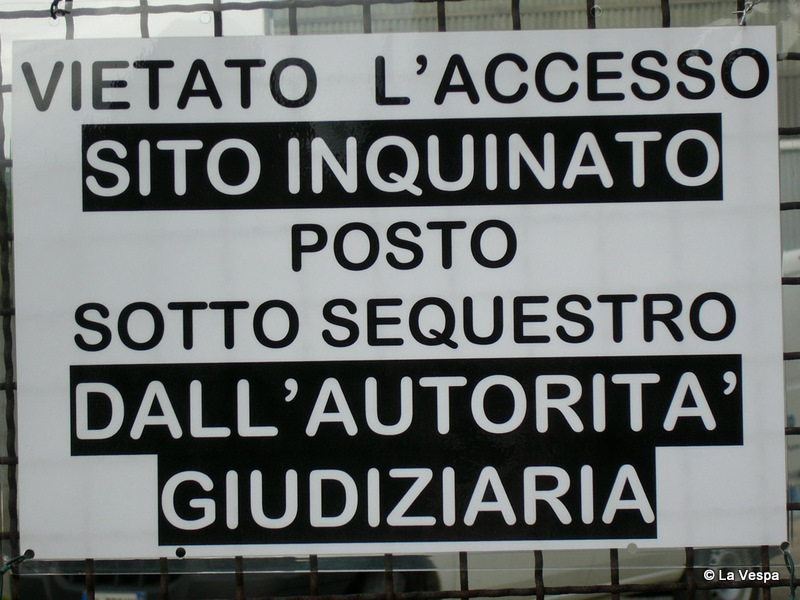 VIETATO L'ACCESSO
SITO INQUINATO
POSTO
SOTTO SEQUESTRO
DALL'AUTORITA'
GIUDIZIARIA
© La Vespa